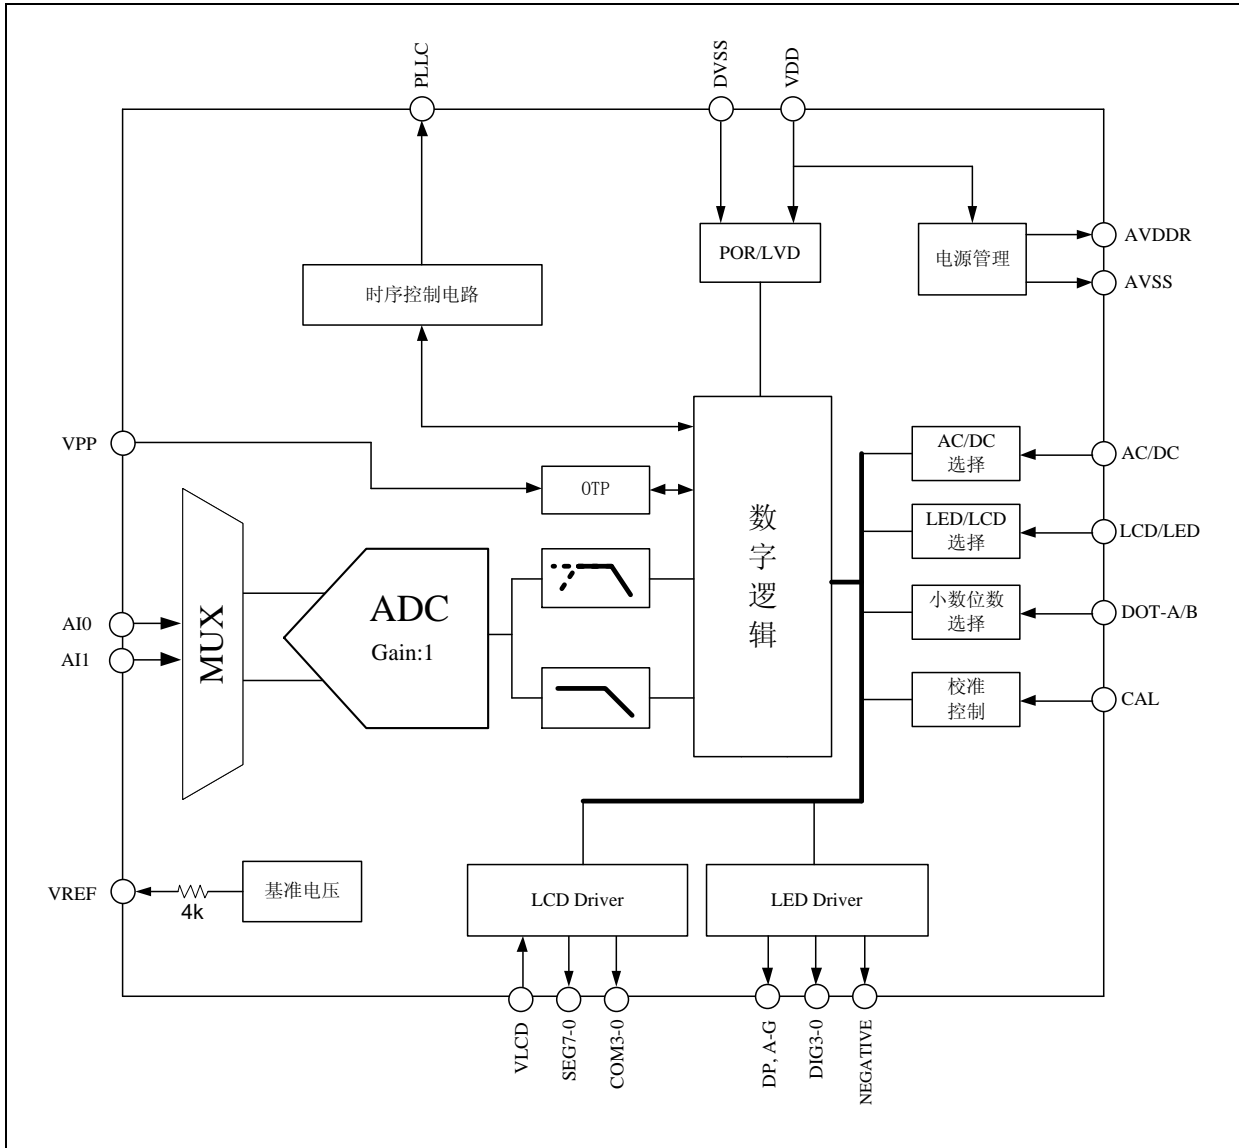 PLLC
DVSS
VDD
POR/LVD
电源管理
AVDDR
AVSS
时序控制电路
VPP
OTP
AC/DC
选择
AC/DC
LED/LCD
选择
LCD/LED
数
字
逻
辑
小数位数
选择
DOT-A/B
校准
控制
CAL
AI0
AI1
MUX
ADC
Gain:1
VREF
4k
基准电压
LCD Driver
LED Driver
VLCD
SEG7-0
COM3-0
DP, A-G
DIG3-0
NEGATIVE